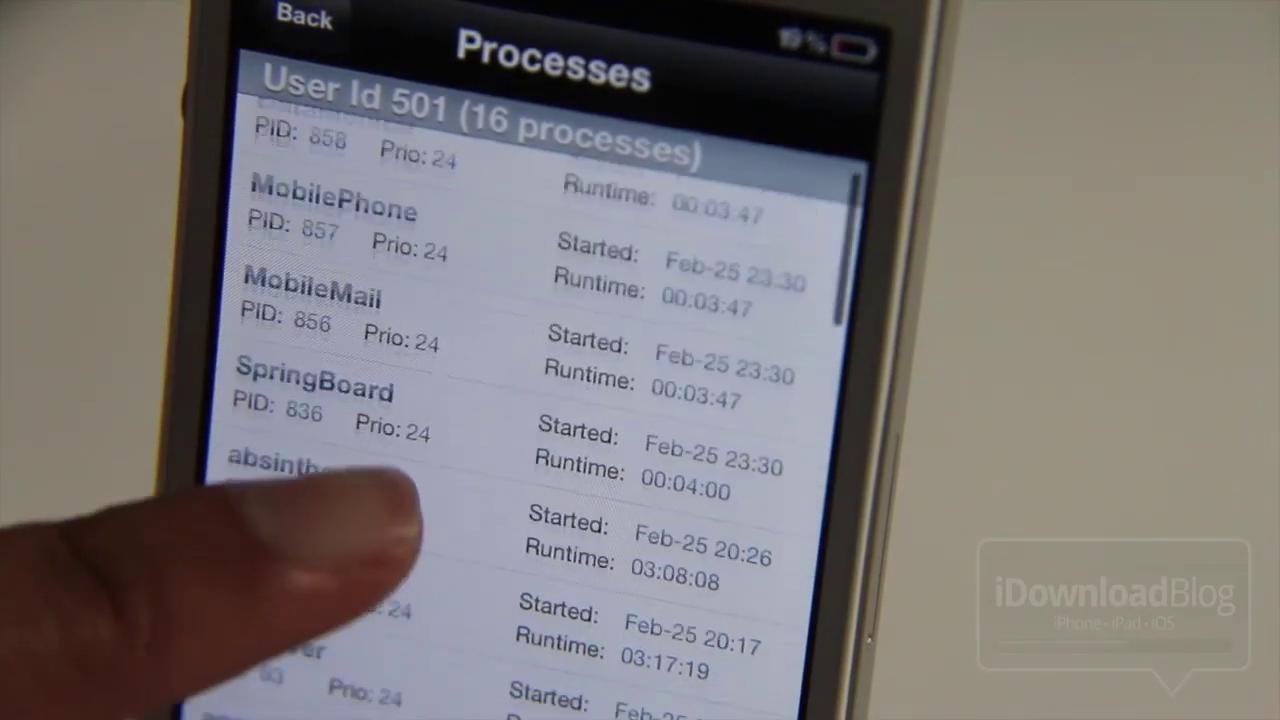 Back
Processes
19%
User Id 501 (16 processes)
PID: 858 Prio: 24
Runtime: 00:03:47
MobilePhone
PID: 857 Prio: 24
Started: Feb-25 23:30
Runtime: 00:03:47
MobileMail
PID: 856 Prio: 24
Started: Feb-25 23:30
Runtime: 00:03:47
SpringBoard
PID: 836 Prio: 24
Started: Feb-25 23:30
Runtime: 00:04:00
Started: Feb-25 20:26
Runtime: 03:08:08
24
Started: Feb-25 20:17
Runtime: 03:17:19
Prio: 24
Started:
iDownloadBlog
iPhone • iPad • iOS